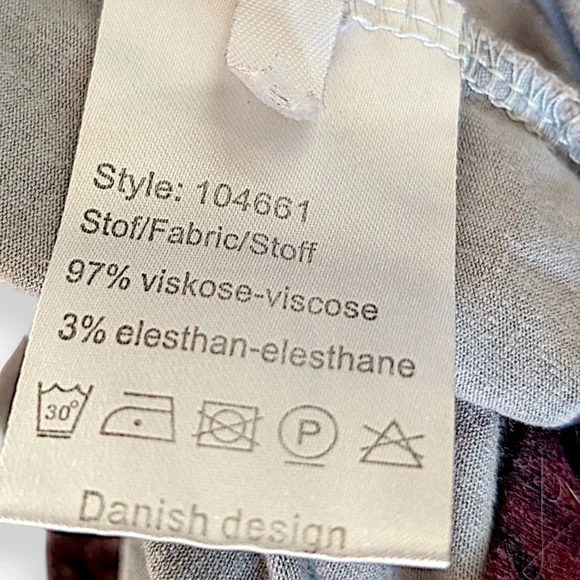 Style: 104661
Stof/Fabric/Stoff
97% viskose-viscose
3% elesthan-elesthane
30° P
Danish design